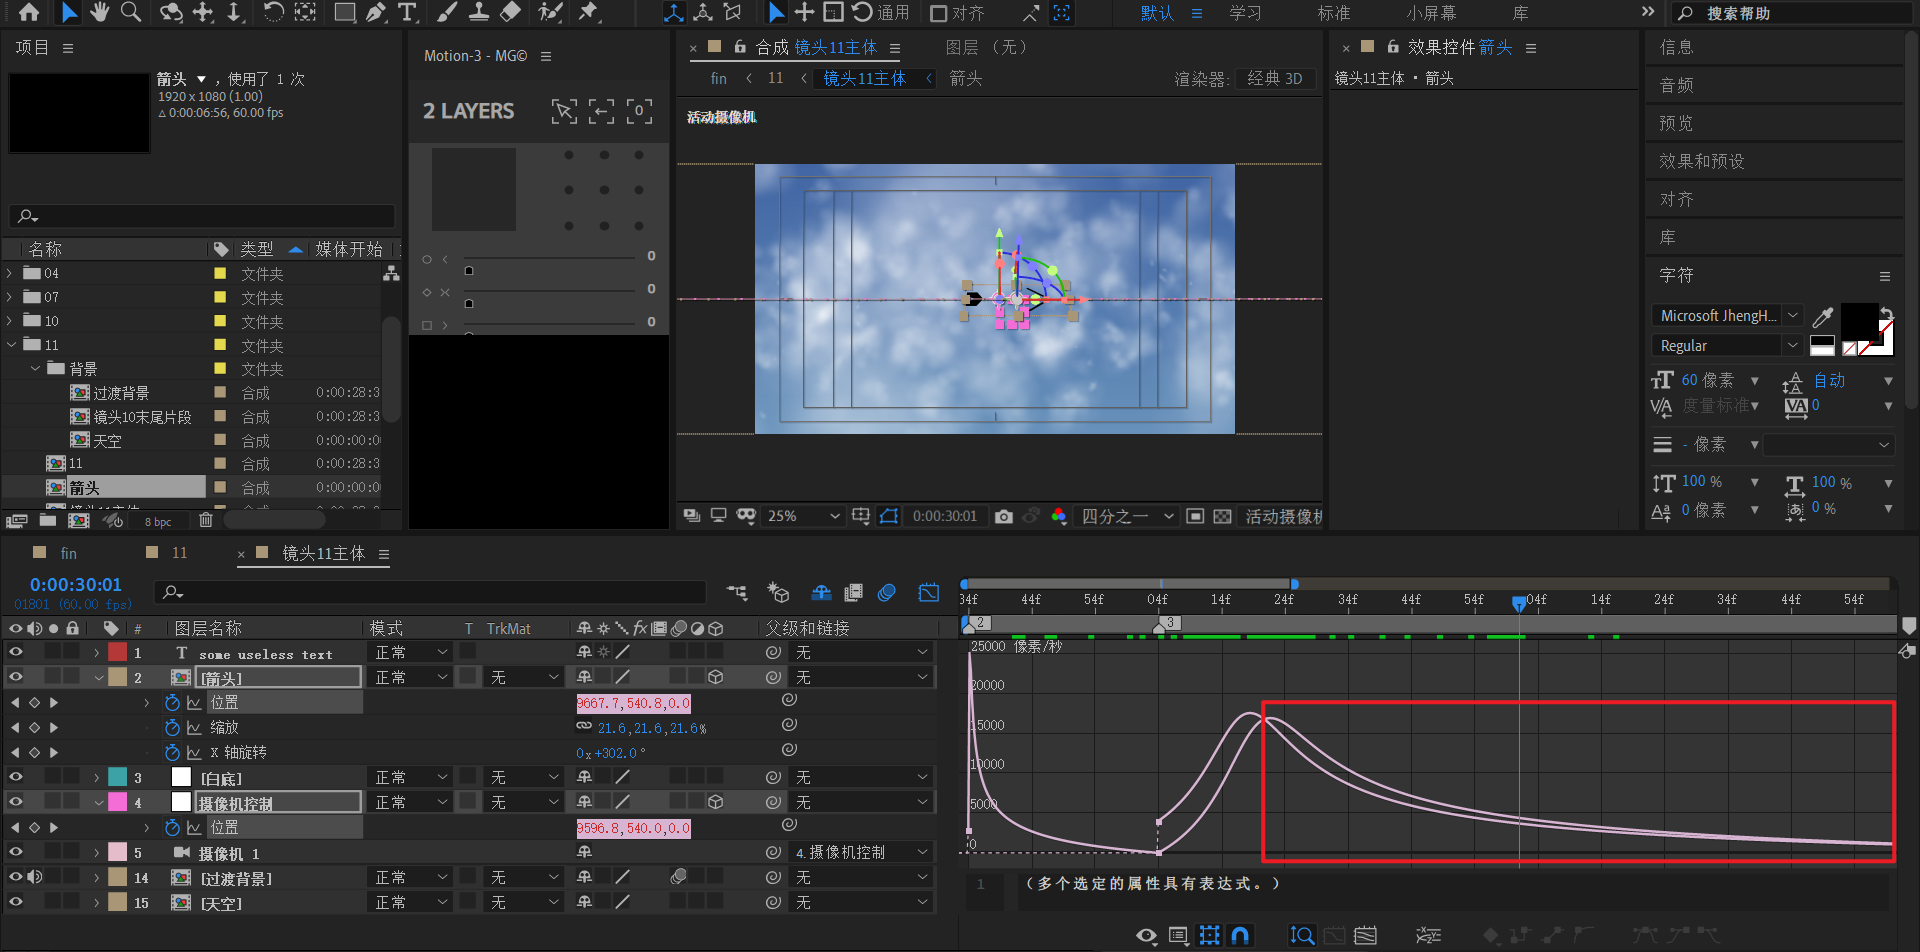 通用
对齐
默认
学习
标准
小屏幕
库
搜索帮助
项目
箭头 ，使用了 1 次
1920 x 1080 (1.00)
△ 0:00:06:56, 60.00 fps
名称
类型
媒体开始
04
文件夹
07
文件夹
10
文件夹
11
文件夹
背景
文件夹
过渡背景
合成
0:00:28:3
镜头10末尾片段
合成
0:00:28:3
天空
合成
0:00:00:0
11
合成
0:00:28:3
箭头
合成
0:00:00:0
镜头11主体
8 bpc
Motion-3 - MG©
2 LAYERS
0
0
0
0
× 合成 镜头11主体
图层 （无）
fin < 11 < 镜头11主体 < 箭头
渲染器: 经典 3D
活动摄像机
25%
0:00:30:01
四分之一
活动摄像机
× 效果控件 箭头
镜头11主体 · 箭头
信息
音频
预览
效果和预设
对齐
库
字符
Microsoft JhengH...
Regular
60 像素
自动
度量标准
0
- 像素
100 %
100 %
0 像素
0 %
fin
11
× 镜头11主体
0:00:30:01
01801 (60.00 fps)
# 图层名称
模式
T TrkMat
父级和链接
1 T some useless text 正常 无
2 [箭头] 正常 无 无
位置 9667.7,540.8,0.0
缩放 21.6,21.6,21.6%
X 轴旋转 0x+302.0°
3 [白底] 正常 无 无
4 摄像机控制 正常 无 无
位置 9596.8,540.0,0.0
5 摄像机 1 4.摄像机控制
14 [过渡背景] 正常 无 无
15 [天空] 正常 无 无
34f 44f 54f 04f 14f 24f 34f 44f 54f 04f 14f 24f 34f 44f 54f
2
3
25000 像素/秒
20000
15000
10000
5000
0
1 （多个选定的属性具有表达式。）